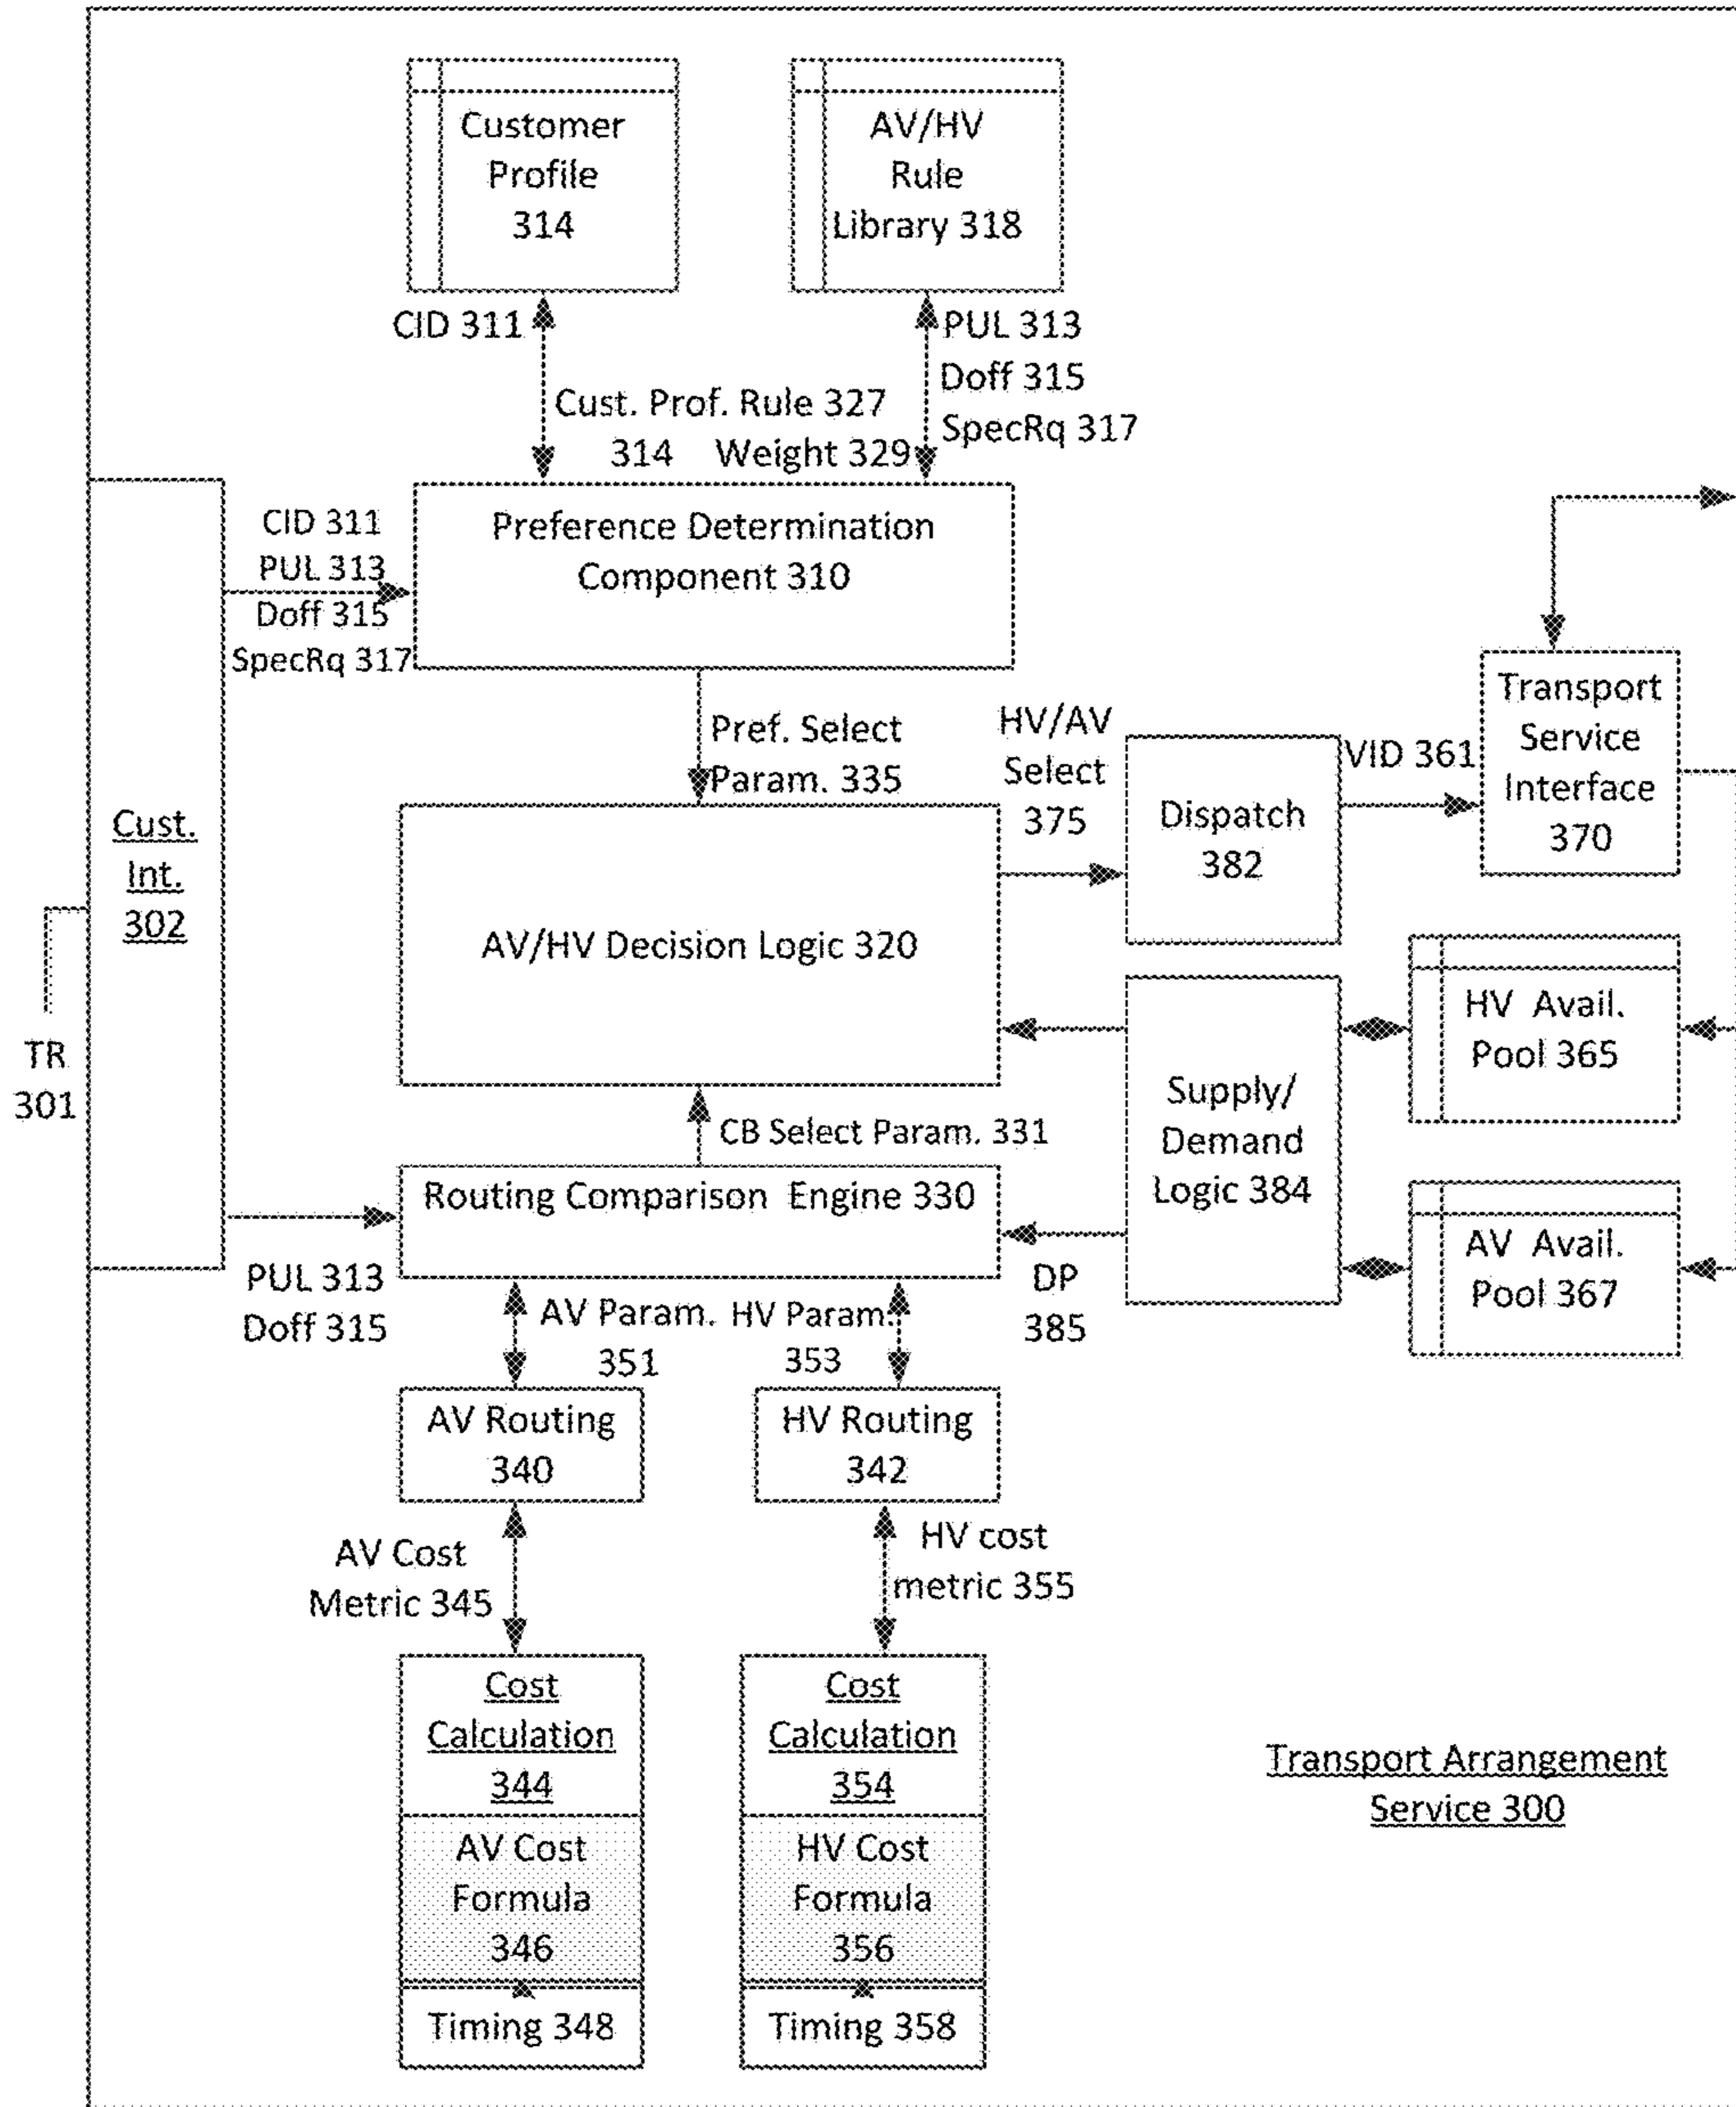 Customer
Profile
314
AV/HV
Rule
Library 318
CID 311
PUL 313
Doff 315
SpecRq 317
Cust. Prof. Rule 327
314 Weight 329
CID 311
PUL 313
Doff 315
SpecRq 317
Preference Determination
Component 310
Pref. Select
Param. 335
HV/AV
Select
375
VID 361
Transport
Service
Interface
370
Dispatch
382
Cust.
Int.
302
AV/HV Decision Logic 320
TR
301
HV Avail.
Pool 365
Supply/
Demand
Logic 384
CB Select Param. 331
Routing Comparison Engine 330
AV Avail.
Pool 367
PUL 313
Doff 315
DP
385
AV Param.
351
HV Param.
353
AV Routing
340
HV Routing
342
AV Cost
Metric 345
HV cost
metric 355
Cost
Calculation
344
AV Cost
Formula
346
Timing 348
Cost
Calculation
354
HV Cost
Formula
356
Timing 358
Transport Arrangement
Service 300